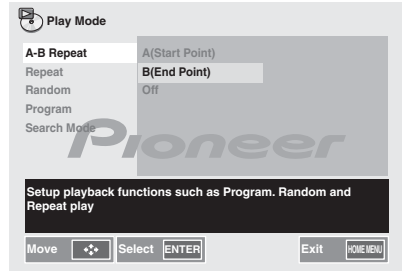 Play Mode
A-B Repeat A(Start Point)
Repeat B(End Point)
Random Off
Program
Search Mode
Pioneer
Setup playback functions such as Program. Random and
Repeat play
Move Select ENTER Exit HOME MENU